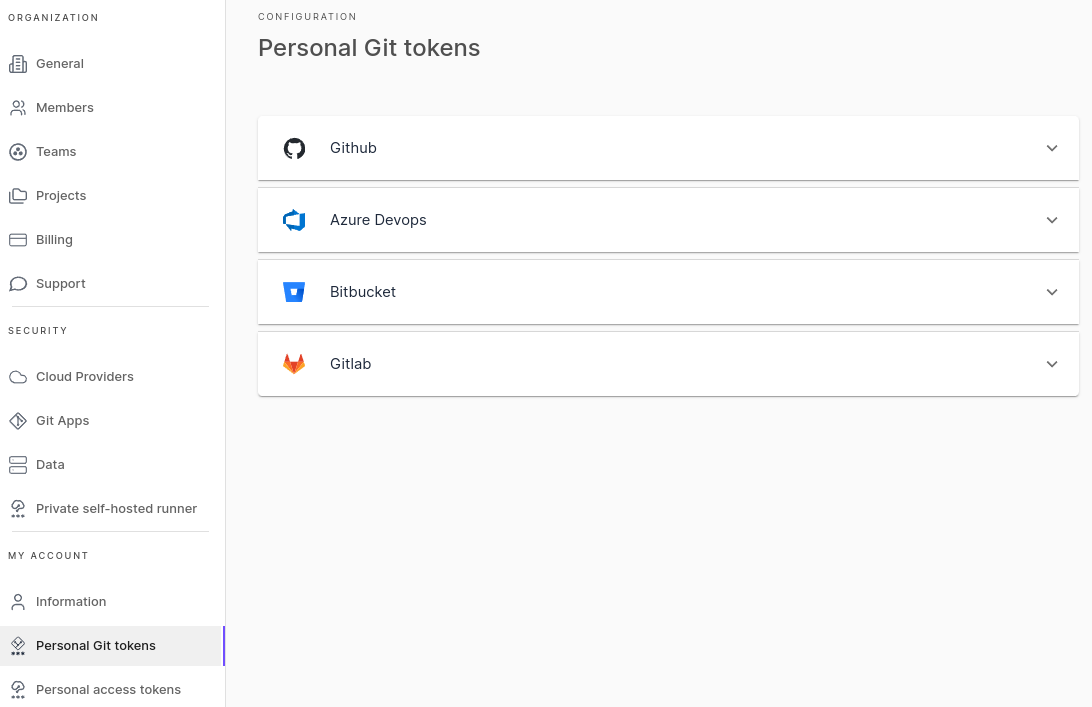 ORGANIZATION
General
Members
Teams
Projects
Billing
Support
SECURITY
Cloud Providers
Git Apps
Data
Private self-hosted runner
MY ACCOUNT
Information
Personal Git tokens
Personal access tokens
CONFIGURATION
Personal Git tokens
Github
Azure Devops
Bitbucket
Gitlab